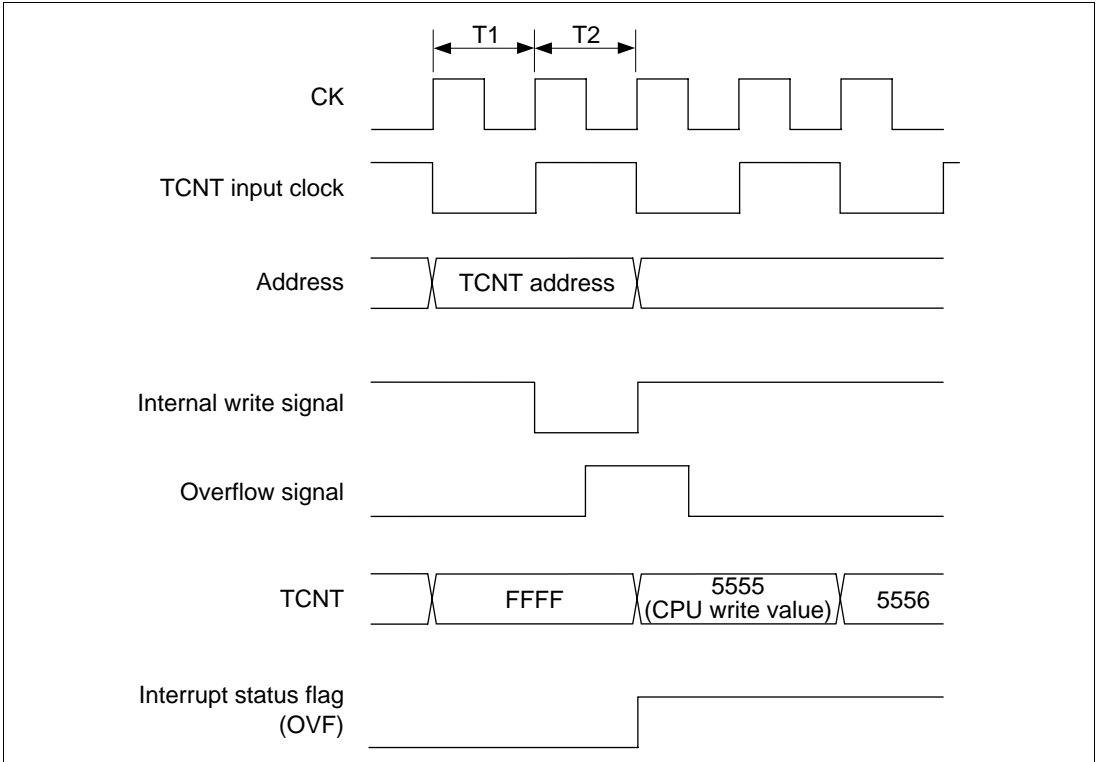 T1 T2
CK
TCNT input clock
Address
TCNT address
Internal write signal
Overflow signal
TCNT
FFFF
5555
(CPU write value)
5556
Interrupt status flag
(OVF)